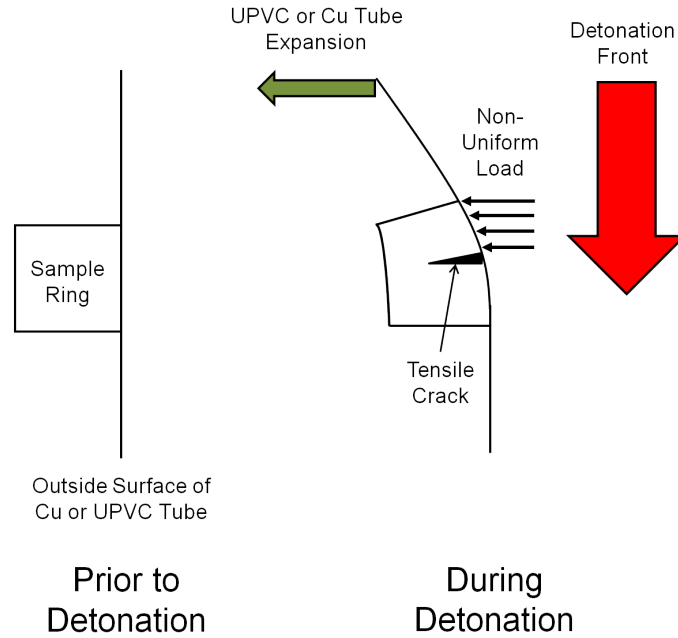 UPVC or Cu Tube
Expansion
Detonation
Front
Non-
Uniform
Load
Sample
Ring
Tensile
Crack
Outside Surface of
Cu or UPVC Tube
Prior to
Detonation
During
Detonation